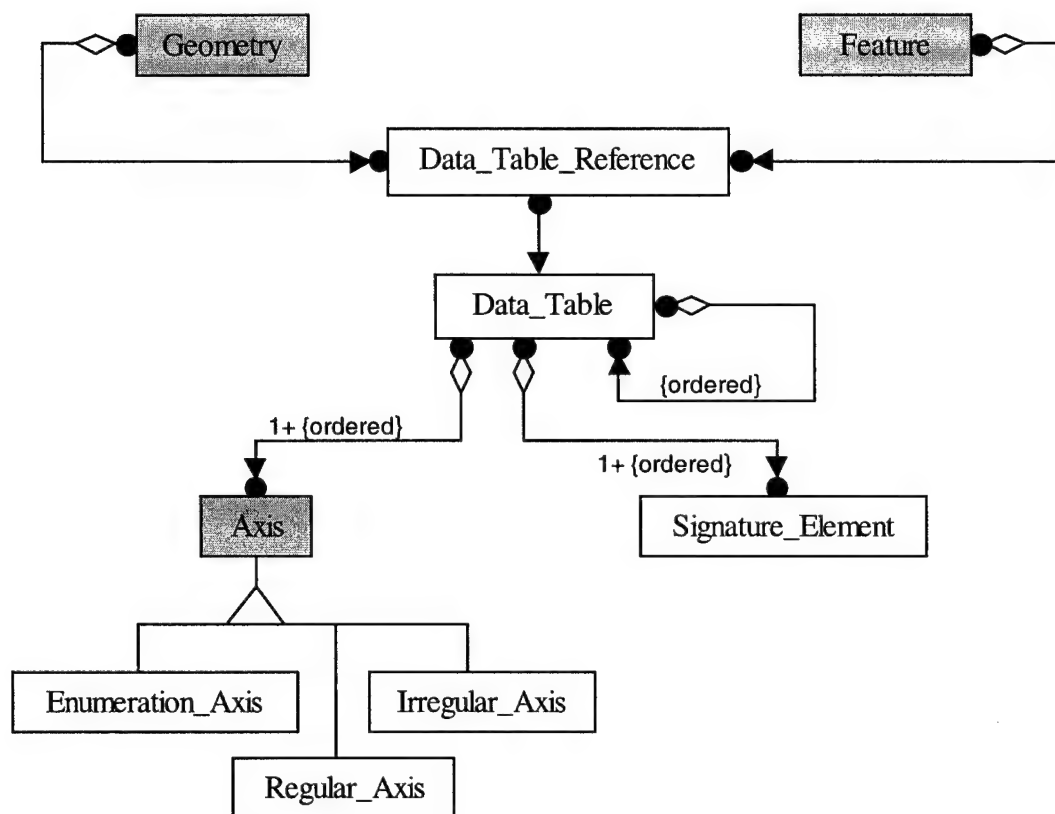 Geometry
Feature
Data_Table_Reference
Data_Table
{ordered}
1+ {ordered}
1+ {ordered}
Axis
Signature_Element
Enumeration_Axis
Irregular_Axis
Regular_Axis